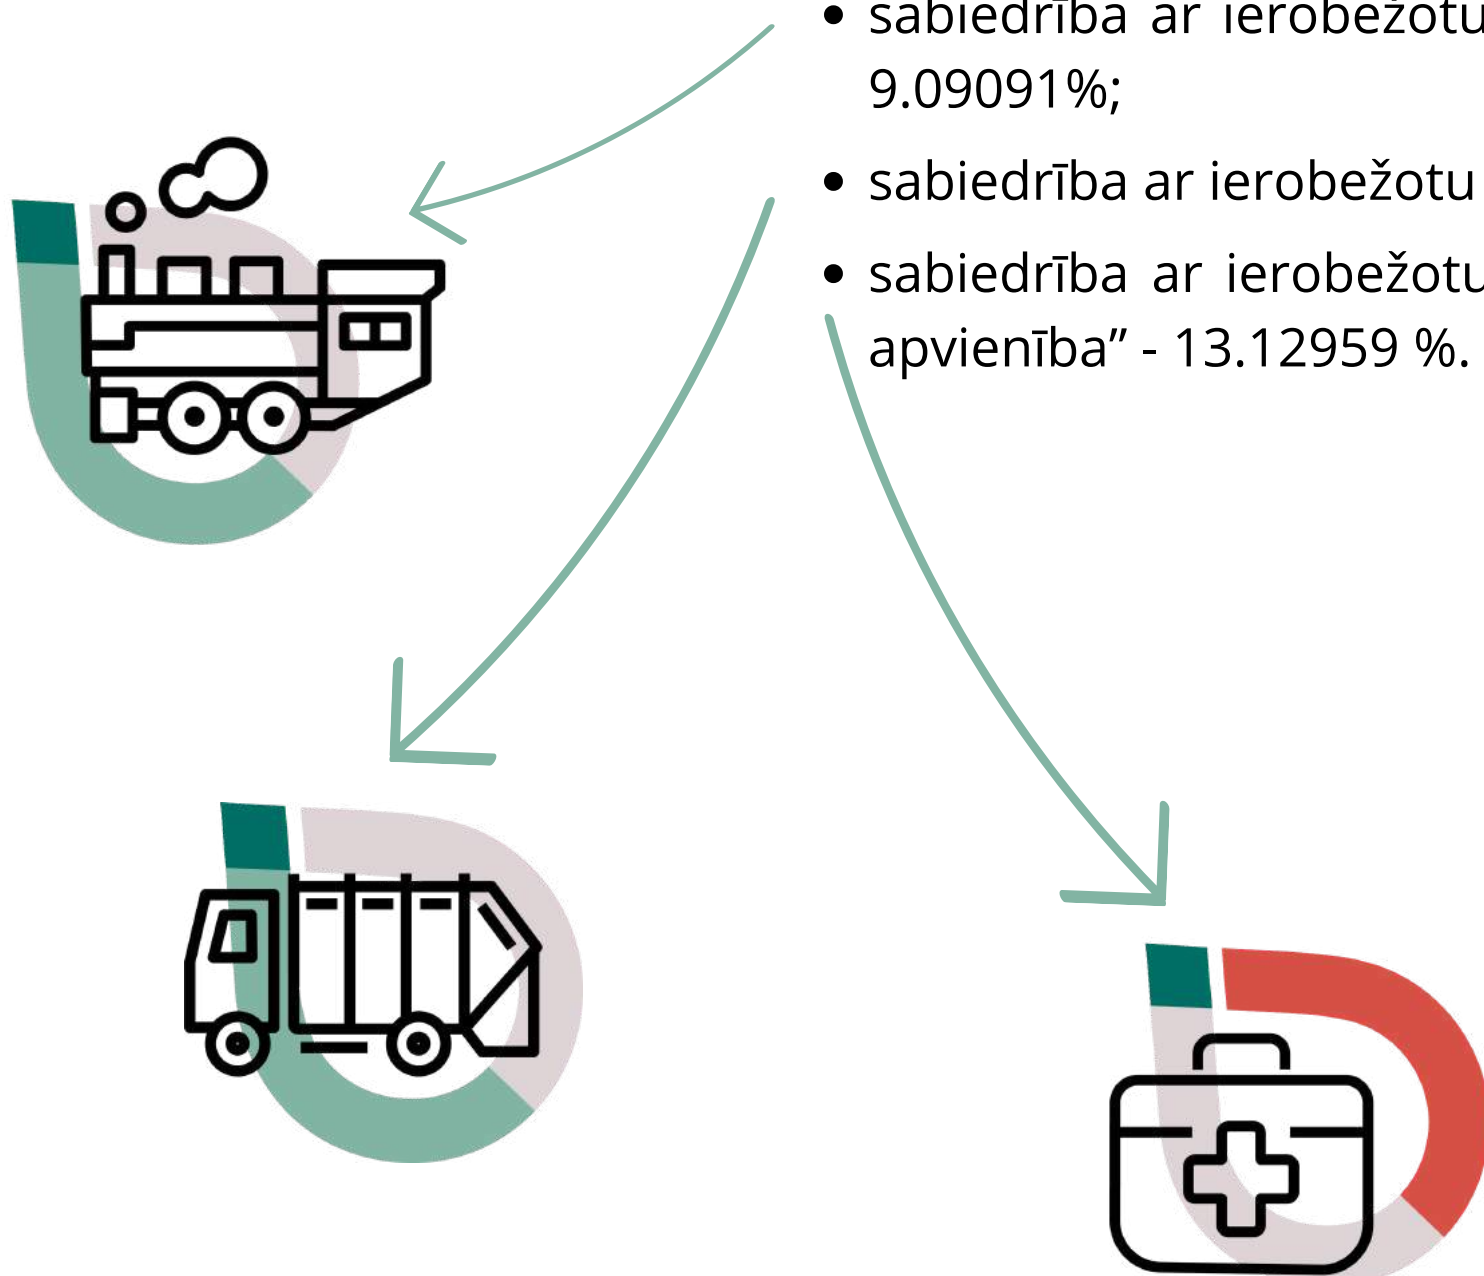 • sabiedrība ar ierobežotu
9.09091%;
• sabiedrība ar ierobežotu
• sabiedrība ar ierobežotu
apvienība” - 13.12959 %.